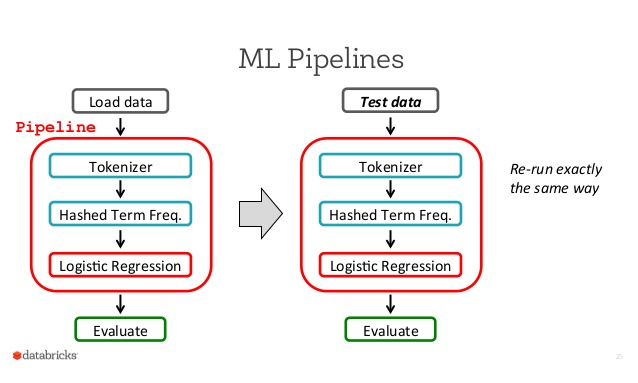 ML Pipelines
Load data
Pipeline
Tokenizer
Hashed Term Freq.
Logistic Regression
Evaluate
Test data
Tokenizer
Hashed Term Freq.
Logistic Regression
Evaluate
Re-run exactly
the same way
databricks
25